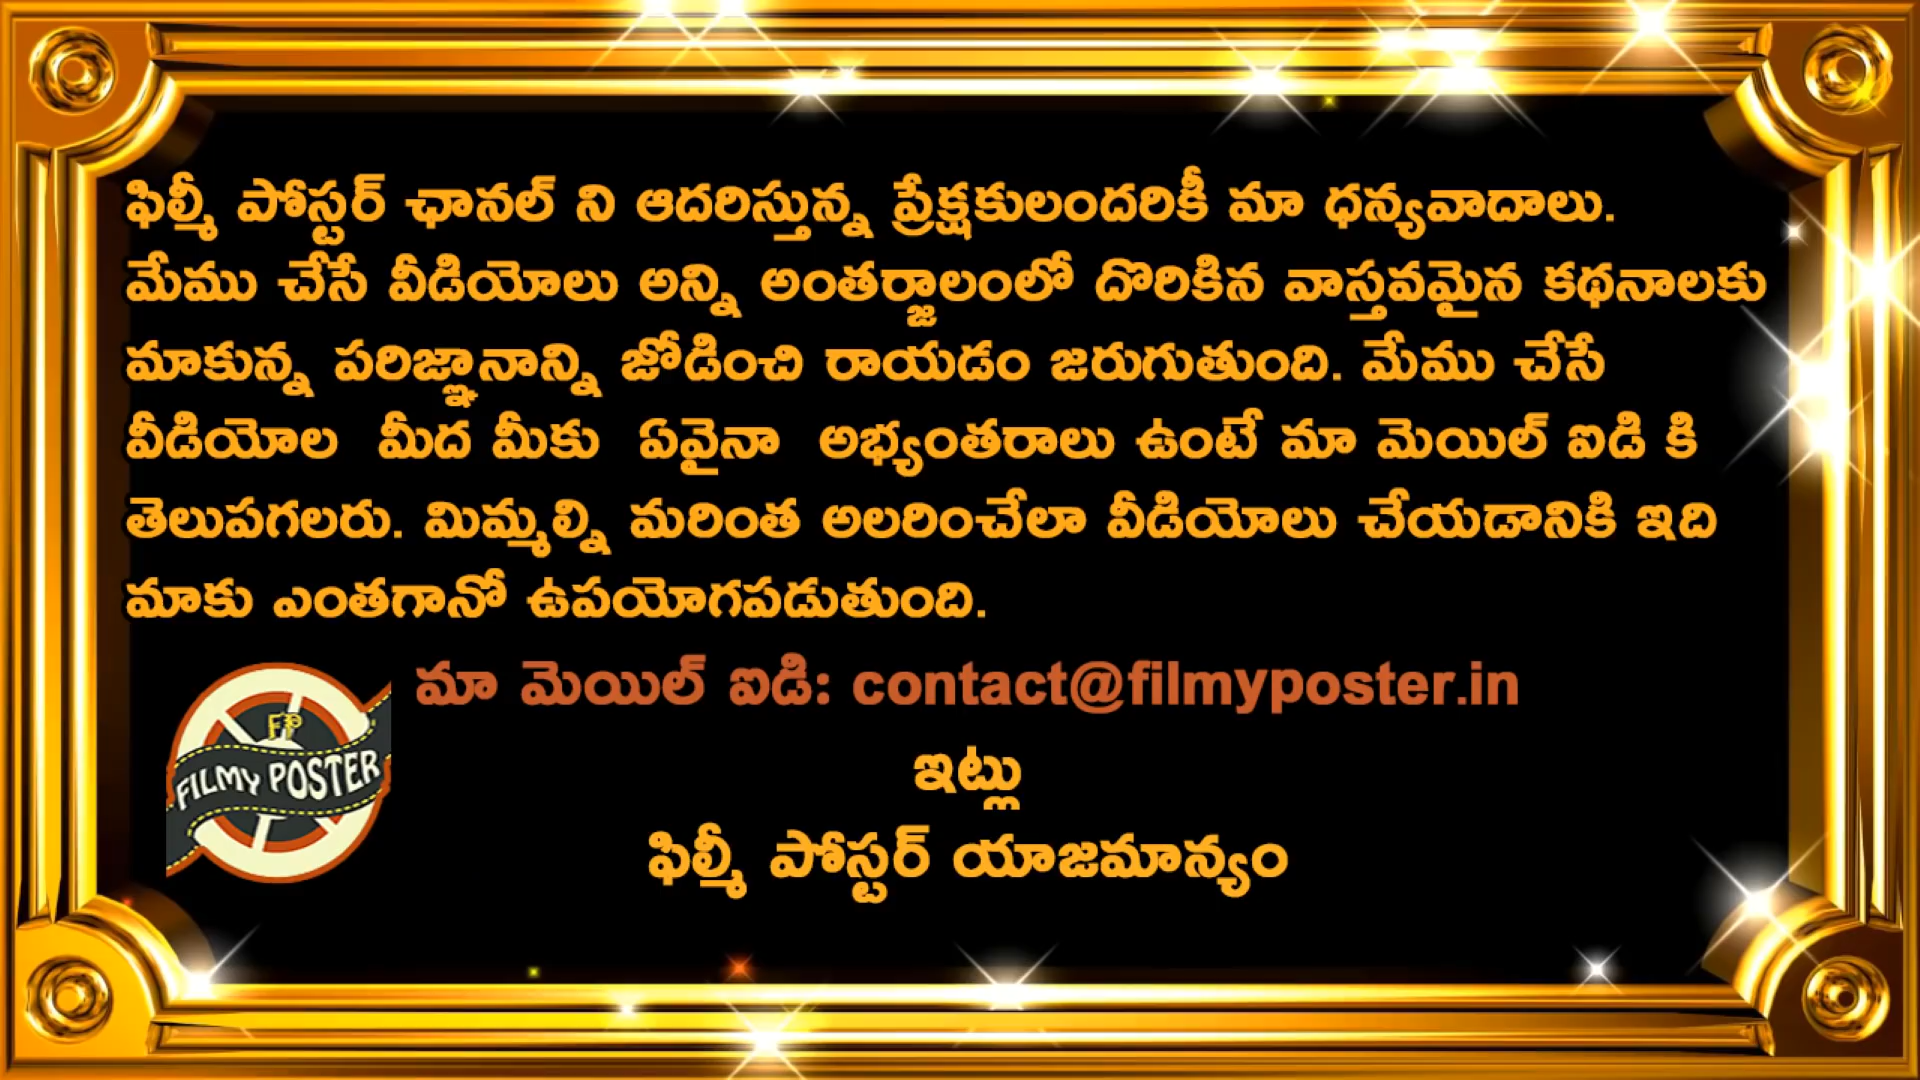 ఫిల్మీ పోస్టర్ ఛానల్ ని ఆదరిస్తున్న ప్రేక్షకులందరికీ మా ధన్యవాదాలు.
మేము చేసే వీడియోలు అన్ని అంతర్జాలంలో దొరికిన వాస్తవమైన కథనాలకు
మాకున్న పరిజ్ఞానాన్ని జోడించి రాయడం జరుగుతుంది. మేము చేసే
వీడియోల మీద మీకు ఏవైనా అభ్యంతరాలు ఉంటే మా మెయిల్ ఐడి కి
తెలుపగలరు. మిమ్మల్ని మరింత అలరించేలా వీడియోలు చేయడానికి ఇది
మాకు ఎంతగానో ఉపయోగపడుతుంది.
మా మెయిల్ ఐడి: contact@filmyposter.in
FP
FILMY POSTER
ఇట్లు
ఫిల్మీ పోస్టర్ యాజమాన్యం